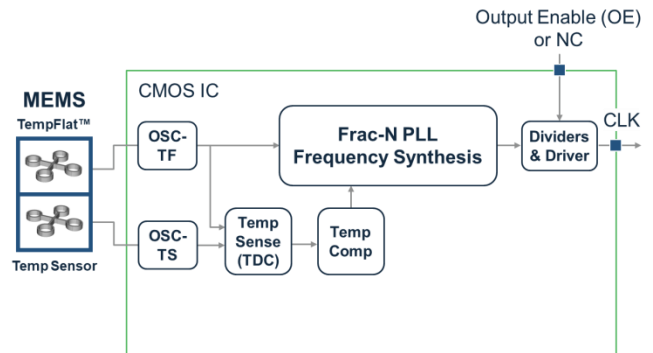 Output Enable (OE)
or NC
MEMS
TempFlat™
CMOS IC
OSC-
TF
Frac-N PLL
Frequency Synthesis
Dividers
& Driver
CLK
OSC-
TS
Temp
Sense
(TDC)
Temp
Comp
Temp Sensor